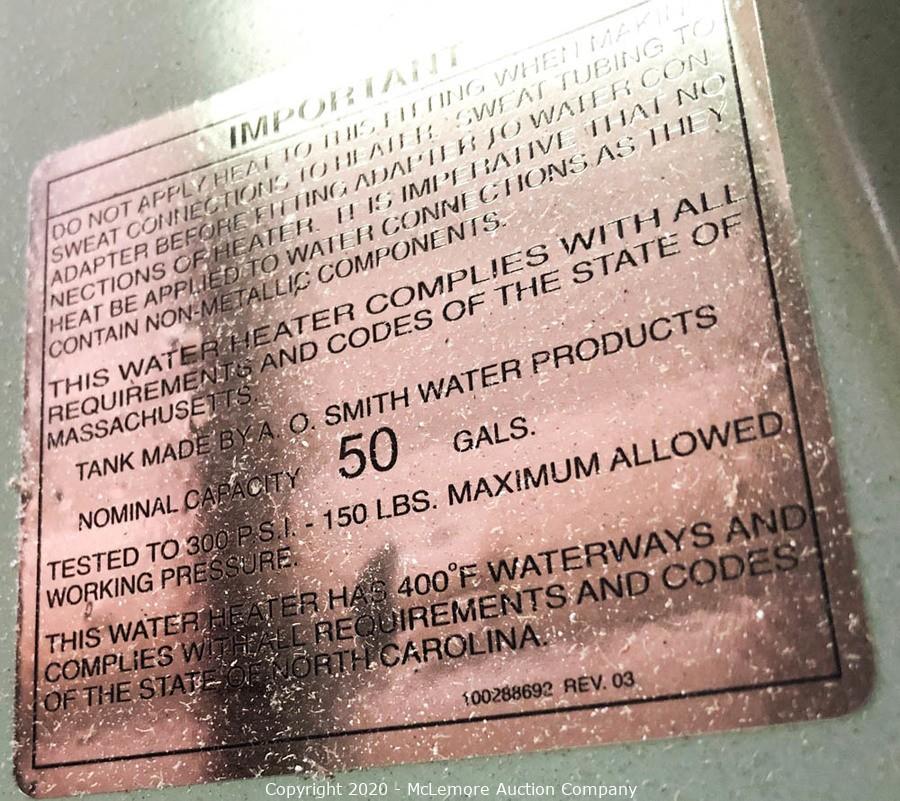 IMPORTANT
DO NOT APPLY HEAT TO THIS FITTING WHEN MAKING
SWEAT CONNECTIONS TO HEATER. SWEAT TUBING TO
ADAPTER BEFORE FITTING ADAPTER TO WATER CON-
NECTIONS OF HEATER. IT IS IMPERATIVE THAT NO
HEAT BE APPLIED TO WATER CONNECTIONS AS THEY
CONTAIN NON-METALLIC COMPONENTS.
THIS WATER HEATER COMPLIES WITH ALL
REQUIREMENTS AND CODES OF THE STATE OF
MASSACHUSETTS.
TANK MADE BY A. O. SMITH WATER PRODUCTS
NOMINAL CAPACITY 50 GALS.
TESTED TO 300 P.S.I. - 150 LBS. MAXIMUM ALLOWED
WORKING PRESSURE.
THIS WATER HEATER HAS 400°F WATERWAYS AND
COMPLIES WITH ALL REQUIREMENTS AND CODES
OF THE STATE OF NORTH CAROLINA.
100288692 REV. 03
Copyright 2020 - McLemore Auction Company